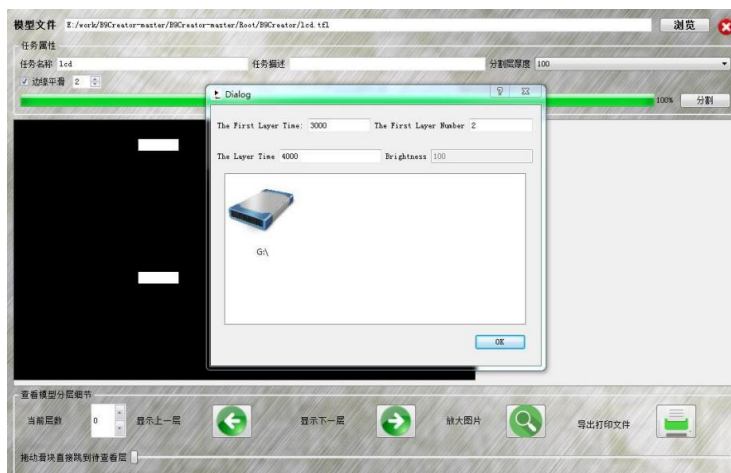 模型文件 E:/work/B9Creator-master/B9Creator-master/Root/B9Creator/lcd.tfl 浏览
任务属性
任务名称 lcd 任务描述 分割层厚度 100
边缘平滑 2
100% 分割
Dialog
The First Layer Time: 3000 The First Layer Number 2
The Layer Time 4000 Brightness 100
G:\
OK
查看模型分层细节
当前层数 0 显示上一层 显示下一层 放大图片 导出打印文件
拖动滑块直接跳到待查看层